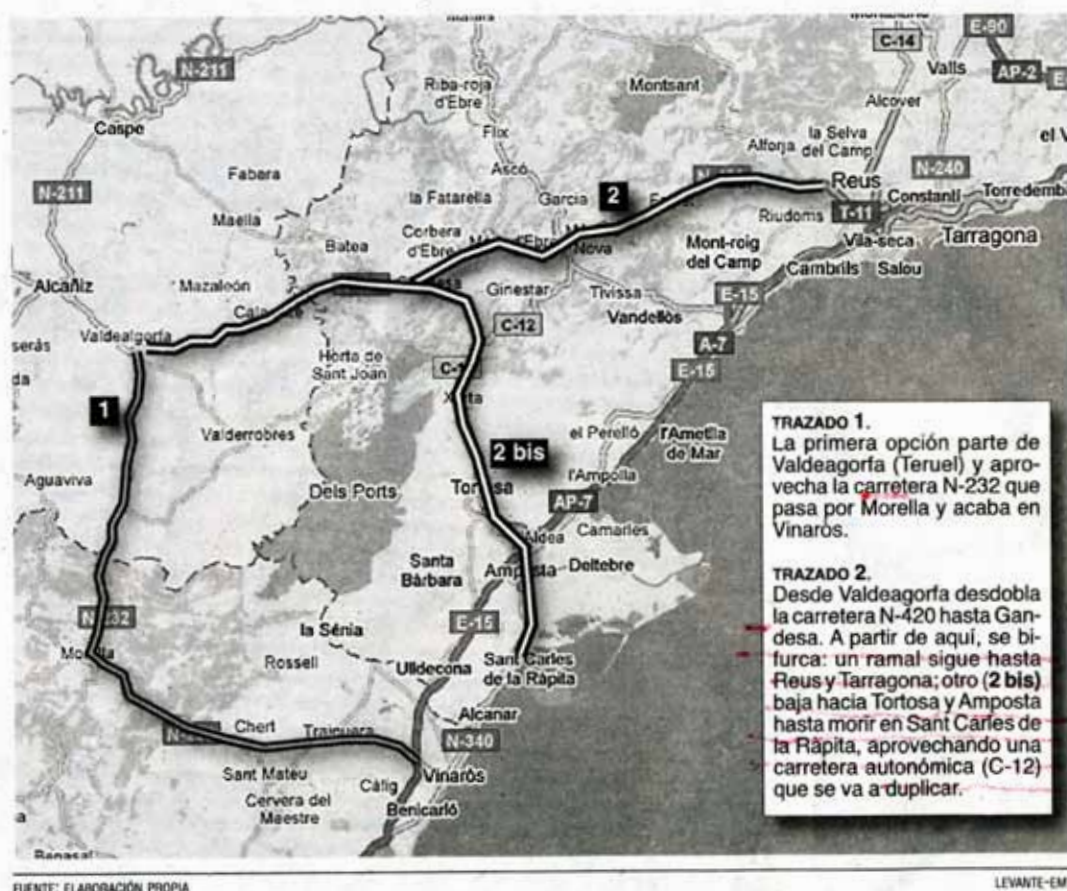 E-90
C-14
N-211
Valls
AP-2
Riba-roja
d'Ebre
Montsant
Alcover
Caspe
Flix
la Selva
del Camp
Alforja
Fabara
Ascó
N-240
N-211
la Fatarella
Garcia
2
Reus
Constantí
Maella
Riudoms
T-11
Batea
Corbera
d'Ebre
Nova
Mont-roig
del Camp
Vila-seca
Tarragona
Cambrils
Salou
Alcañiz
Mazaleón
Ginestar
Tivissa
E-15
Vandellòs
C-12
Valdealgorfa
A-7
Horta de
Sant Joan
E-15
1
Valderrobres
el Perelló
l'Ametlla
de Mar
2 bis
Aguaviva
Dels Ports
l'Ampolla
AP-7
Camarles
Santa
Bàrbara
Deltebre
la Sénia
E-15
Rossell
Ulldecona
Sant Carles
de la Ràpita
Alcanar
Chert
N-340
Sant Mateu
Càlig
Vinaròs
Cervera del
Maestre
Benicarló
TRAZADO 1.
La primera opción parte de
Valdeagorfa (Teruel) y apro-
vecha la carretera N-232 que
pasa por Morella y acaba en
Vinaròs.
TRAZADO 2.
Desde Valdeagorfa desdobla
la carretera N-420 hasta Gan-
desa. A partir de aquí, se bi-
furca: un ramal sigue hasta
Reus y Tarragona; otro (2 bis)
baja hacia Tortosa y Amposta
hasta morir en Sant Carles de
la Ràpita, aprovechando una
carretera autonómica (C-12)
que se va a duplicar.
FUENTE: ELABORACIÓN PROPIA
LEVANTE-EM